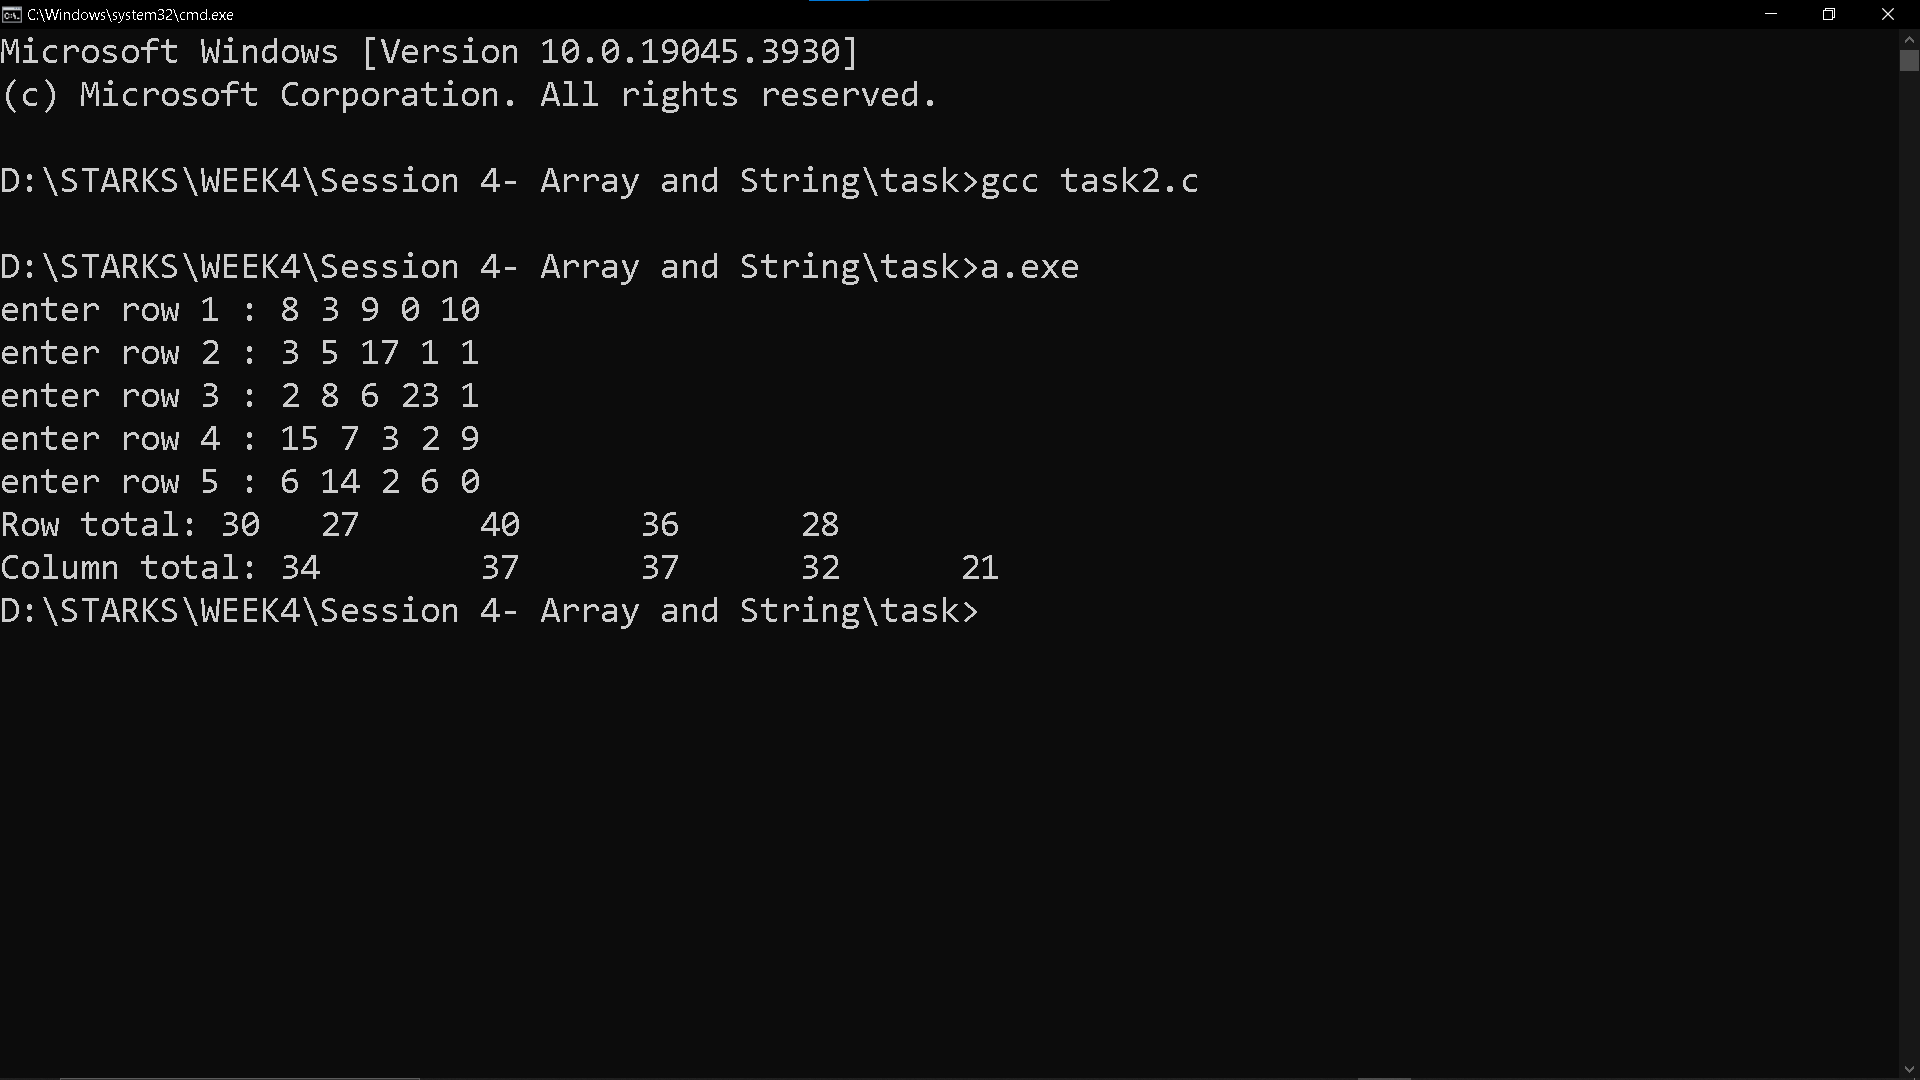 C:\Windows\system32\cmd.exe
Microsoft Windows [Version 10.0.19045.3930]
(c) Microsoft Corporation. All rights reserved.
D:\STARKS\WEEK4\Session 4- Array and String\task>gcc task2.c
D:\STARKS\WEEK4\Session 4- Array and String\task>a.exe
enter row 1 : 8 3 9 0 10
enter row 2 : 3 5 17 1 1
enter row 3 : 2 8 6 23 1
enter row 4 : 15 7 3 2 9
enter row 5 : 6 14 2 6 0
Row total: 30   27      40      36      28
Column total: 34        37      37      32      21
D:\STARKS\WEEK4\Session 4- Array and String\task>